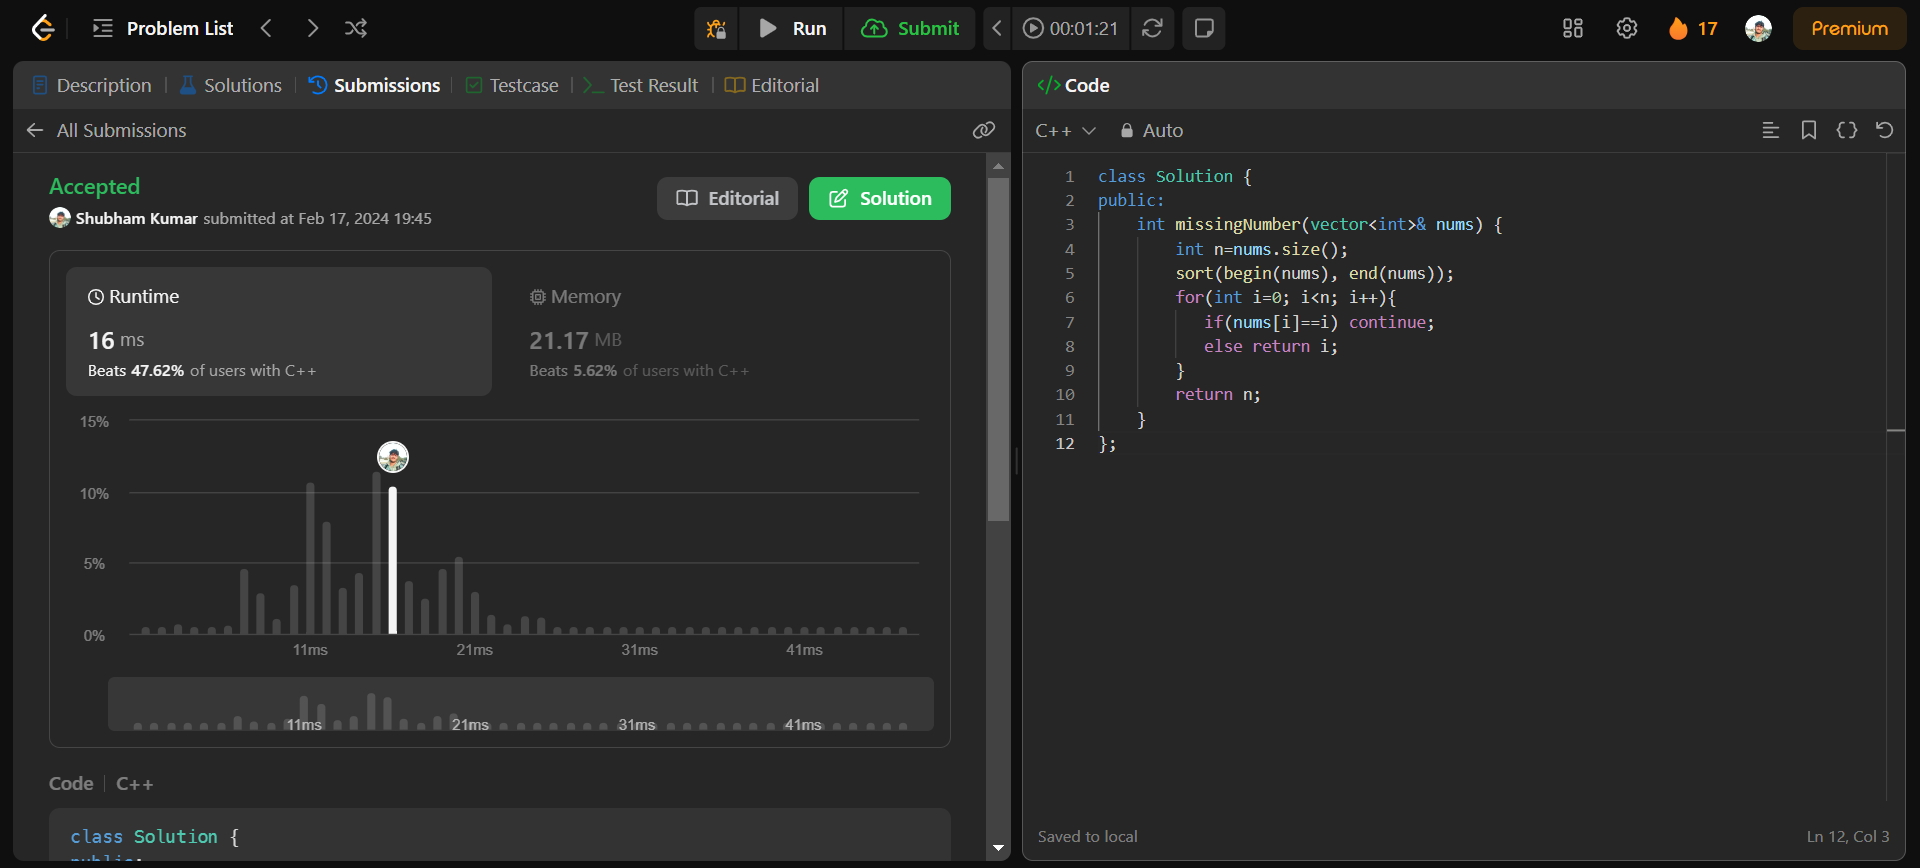 Problem List
Run
Submit
00:01:21
17
Premium
Description
Solutions
Submissions
Testcase
Test Result
Editorial
All Submissions
Accepted
Shubham Kumar submitted at Feb 17, 2024 19:45
Editorial
Solution
Runtime
16 ms
Beats 47.62% of users with C++
Memory
21.17 MB
Beats 5.62% of users with C++
15%
10%
5%
0%
11ms 21ms 31ms 41ms
11ms 21ms 31ms 41ms
Code C++
class Solution {
public:
</> Code
C++ Auto
1 class Solution {
2 public:
3 int missingNumber(vector<int>& nums) {
4 int n=nums.size();
5 sort(begin(nums), end(nums));
6 for(int i=0; i<n; i++){
7 if(nums[i]==i) continue;
8 else return i;
9 }
10 return n;
11 }
12 };
Saved to local
Ln 12, Col 3